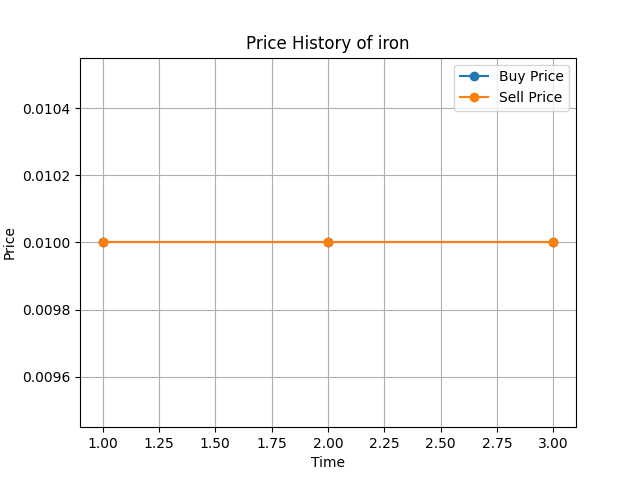 Price History of iron
Buy Price
Sell Price
0.0104
0.0102
0.0100
0.0098
0.0096
Price
1.00 1.25 1.50 1.75 2.00 2.25 2.50 2.75 3.00
Time